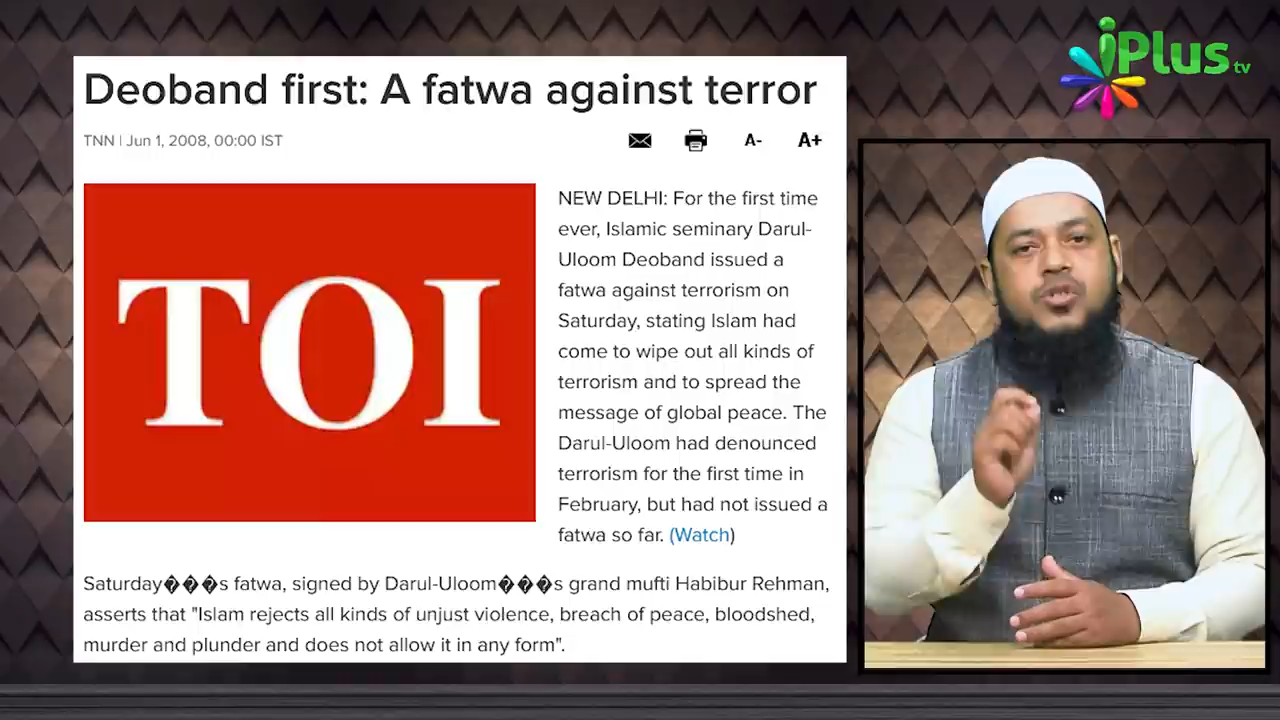 Deoband first: A fatwa against terror
TNN | Jun 1, 2008, 00:00 IST
A-
A+
TOI
NEW DELHI: For the first time
ever, Islamic seminary Darul-
Uloom Deoband issued a
fatwa against terrorism on
Saturday, stating Islam had
come to wipe out all kinds of
terrorism and to spread the
message of global peace. The
Darul-Uloom had denounced
terrorism for the first time in
February, but had not issued a
fatwa so far. (Watch)
Saturday���s fatwa, signed by Darul-Uloom���s grand mufti Habibur Rehman,
asserts that "Islam rejects all kinds of unjust violence, breach of peace, bloodshed,
murder and plunder and does not allow it in any form".
iPlus tv